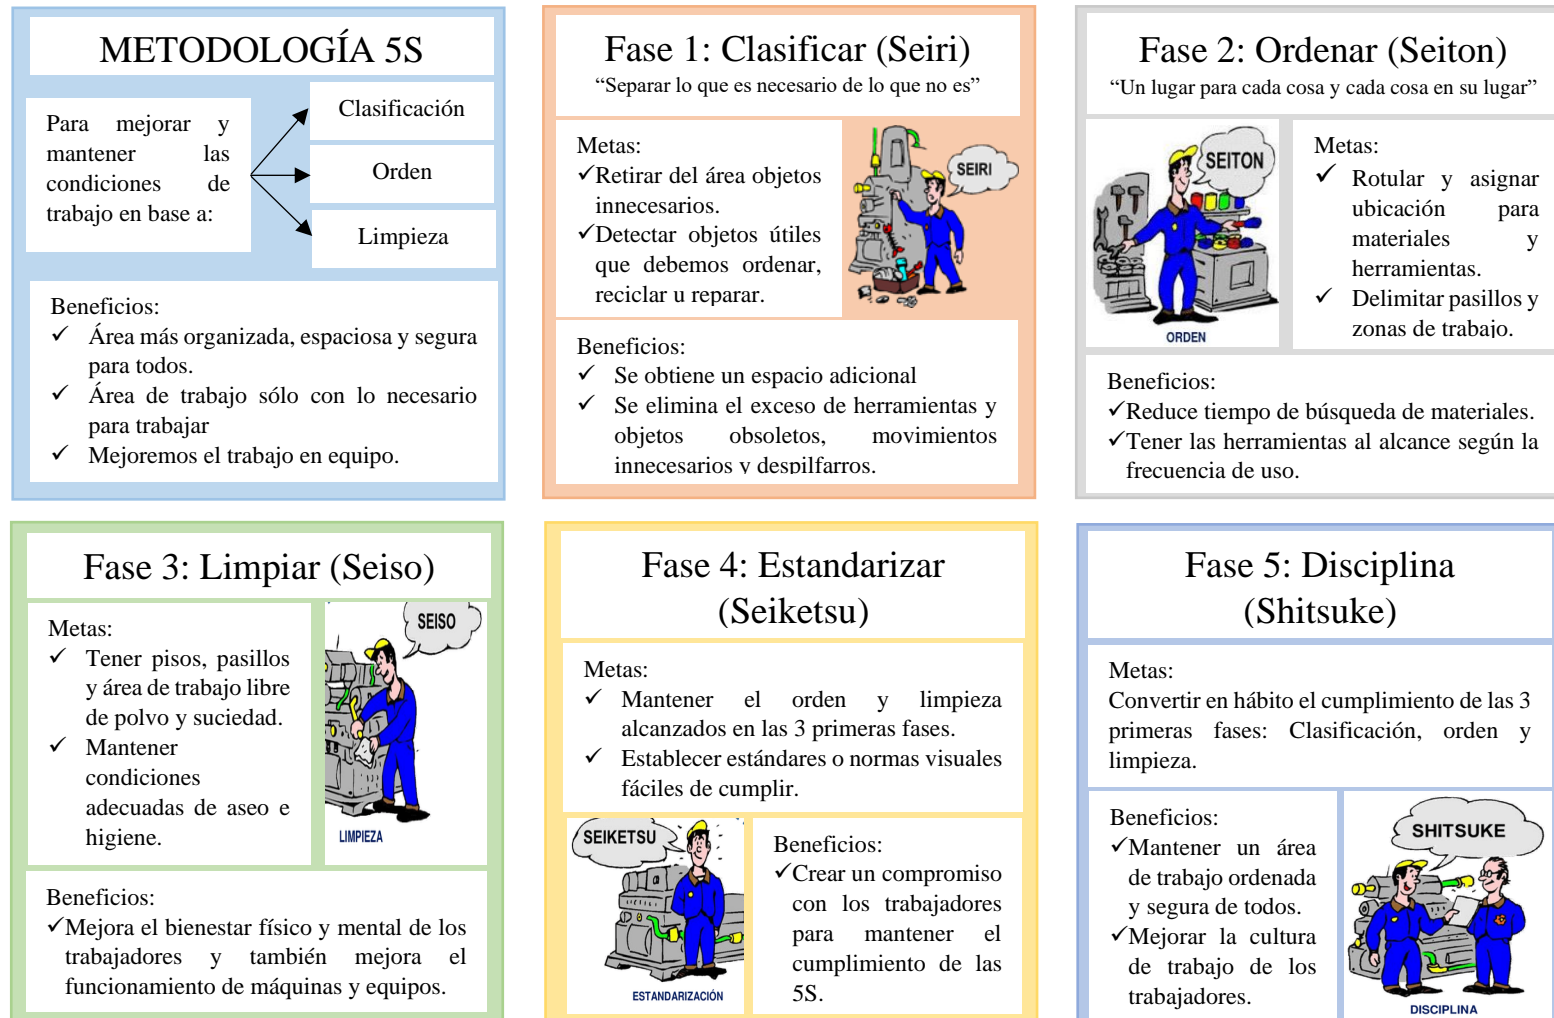 METODOLOGÍA 5S
Para mejorar y
mantener las
condiciones de
trabajo en base a:
Clasificación
Orden
Limpieza
Beneficios:
✓ Área más organizada, espaciosa y segura
para todos.
✓ Área de trabajo sólo con lo necesario
para trabajar
✓ Mejoremos el trabajo en equipo.
Fase 1: Clasificar (Seiri)
“Separar lo que es necesario de lo que no es”
Metas:
✓Retirar del área objetos
innecesarios.
✓Detectar objetos útiles
que debemos ordenar,
reciclar u reparar.
SEIRI
Beneficios:
✓ Se obtiene un espacio adicional
✓ Se elimina el exceso de herramientas y
objetos obsoletos, movimientos
innecesarios y despilfarros.
Fase 2: Ordenar (Seiton)
“Un lugar para cada cosa y cada cosa en su lugar”
SEITON
ORDEN
Metas:
✓ Rotular y asignar
ubicación para
materiales y
herramientas.
✓ Delimitar pasillos y
zonas de trabajo.
Beneficios:
✓Reduce tiempo de búsqueda de materiales.
✓Tener las herramientas al alcance según la
frecuencia de uso.
Fase 3: Limpiar (Seiso)
Metas:
✓ Tener pisos, pasillos
y área de trabajo libre
de polvo y suciedad.
✓ Mantener
condiciones
adecuadas de aseo e
higiene.
SEISO
LIMPIEZA
Beneficios:
✓Mejora el bienestar físico y mental de los
trabajadores y también mejora el
funcionamiento de máquinas y equipos.
Fase 4: Estandarizar
(Seiketsu)
Metas:
✓ Mantener el orden y limpieza
alcanzados en las 3 primeras fases.
✓ Establecer estándares o normas visuales
fáciles de cumplir.
SEIKETSU
ESTANDARIZACIÓN
Beneficios:
✓Crear un compromiso
con los trabajadores
para mantener el
cumplimiento de las
5S.
Fase 5: Disciplina
(Shitsuke)
Metas:
Convertir en hábito el cumplimiento de las 3
primeras fases: Clasificación, orden y
limpieza.
Beneficios:
✓Mantener un área
de trabajo ordenada
y segura de todos.
✓Mejorar la cultura
de trabajo de los
trabajadores.
SHITSUKE
DISCIPLINA